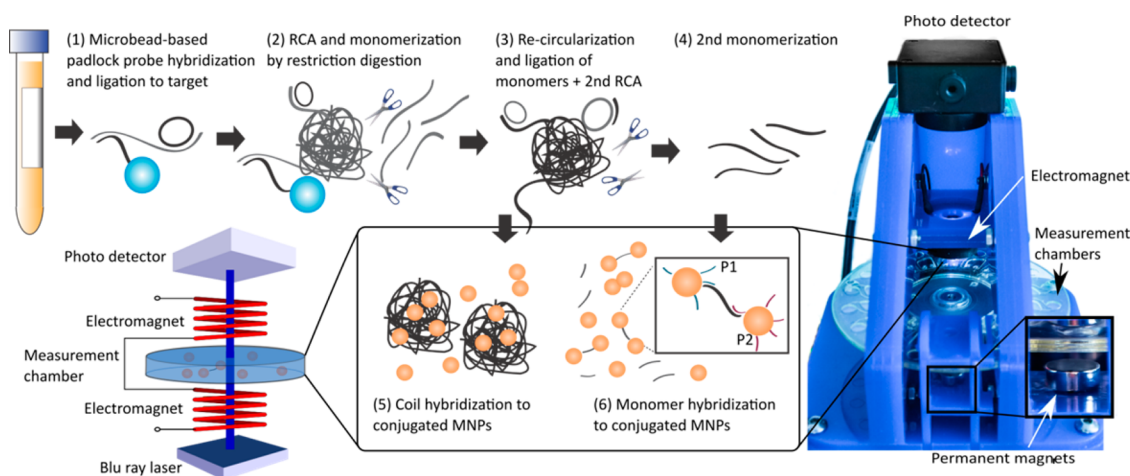 (1) Microbead-based
padlock probe hybridization
and ligation to target
(2) RCA and monomerization
by restriction digestion
(3) Re-circularization
and ligation of
monomers + 2nd RCA
(4) 2nd monomerization
Photo detector
Electromagnet
Measurement
chambers
Permanent magnets
Photo detector
Electromagnet
Measurement
chamber
Electromagnet
Blu ray laser
P1
P2
(5) Coil hybridization to
conjugated MNPs
(6) Monomer hybridization
to conjugated MNPs